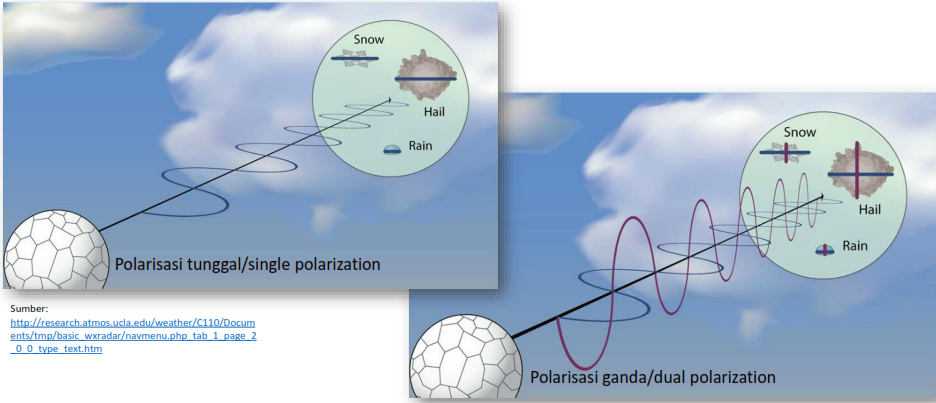 Snow
Hail
Rain
Polarisasi tunggal/single polarization
Sumber:
http://research.atmos.ucla.edu/weather/C110/Docum
ents/tmp/basic_wxradar/navmenu.php_tab_1_page_2
_0_0_type_text.htm
Snow
Hail
Rain
Polarisasi ganda/dual polarization